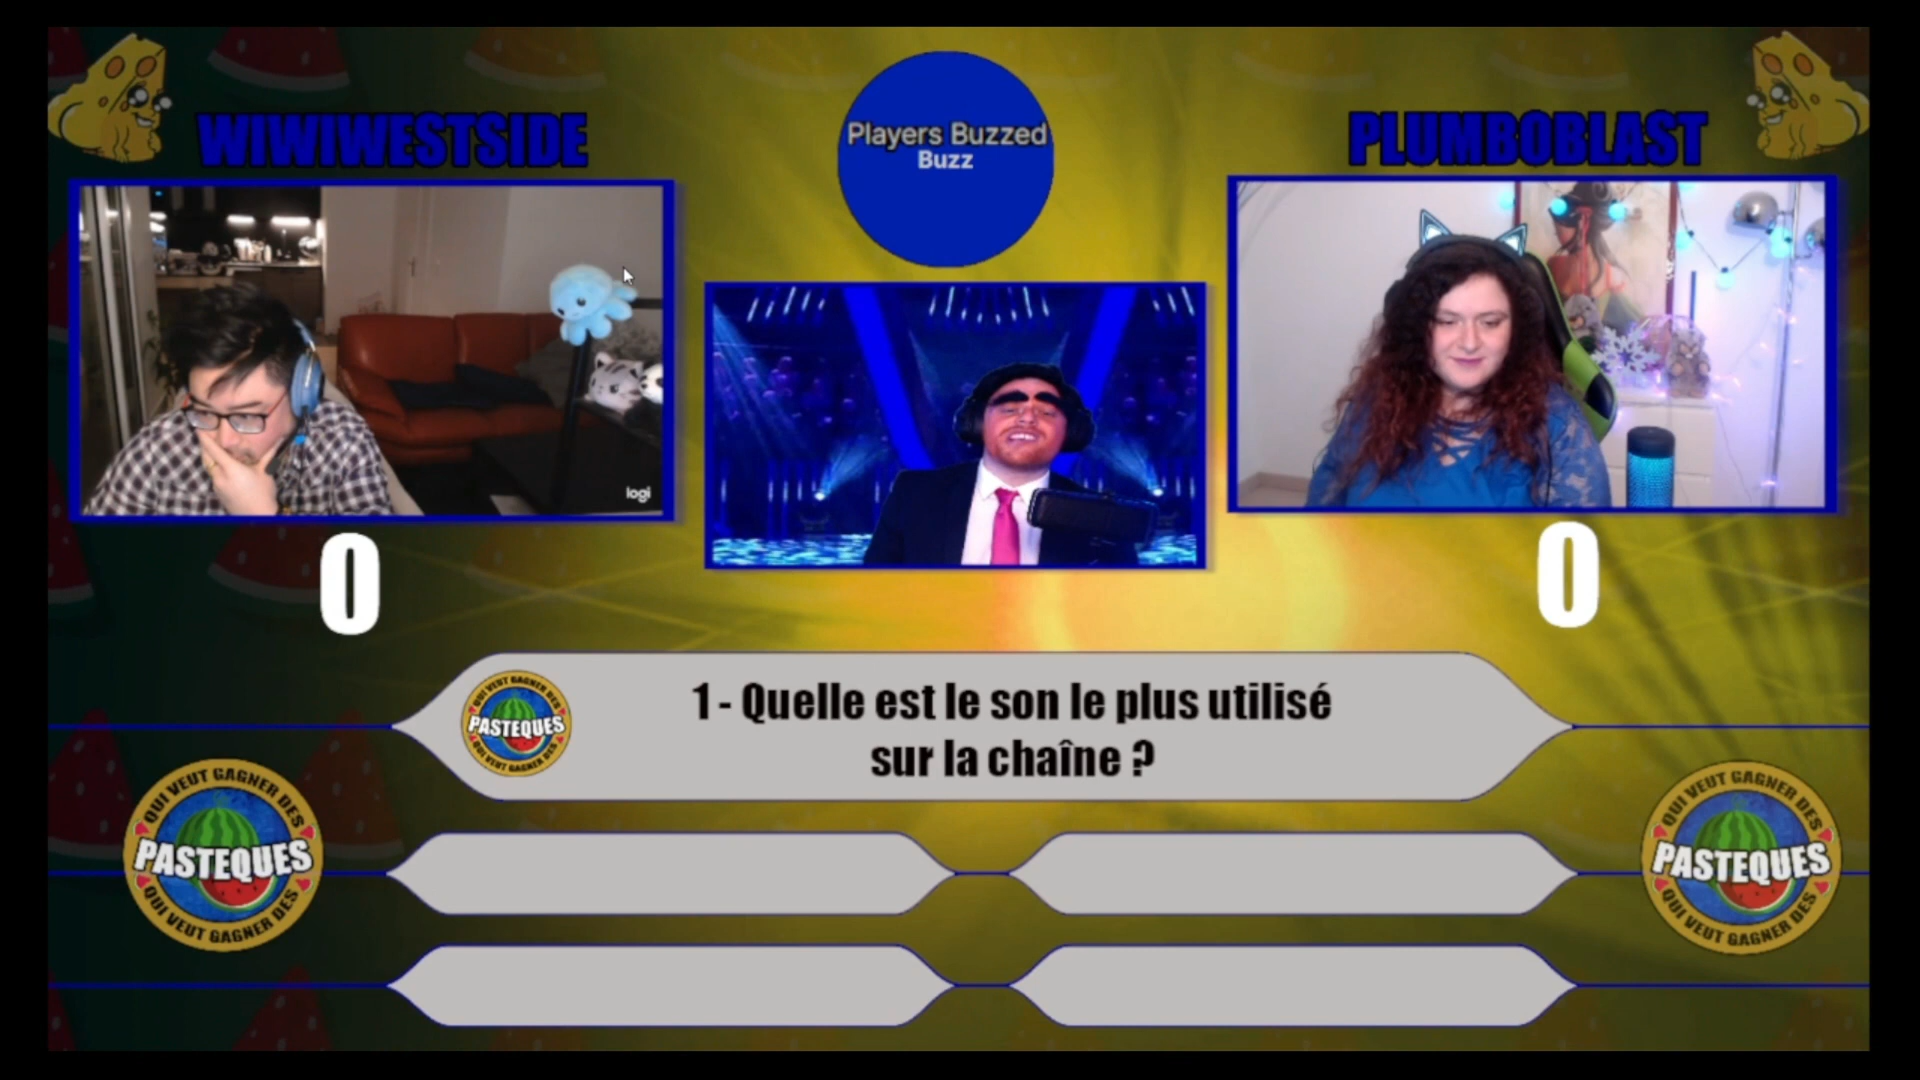 Players Buzzed
Buzz
WIWIWESTSIDE
PLUMBOBLAST
logi
0
0
QUI VEUT GAGNER DES
PASTEQUES
QUI VEUT GAGNER DES
1 - Quelle est le son le plus utilisé
sur la chaîne ?
QUI VEUT GAGNER DES
PASTEQUES
QUI VEUT GAGNER DES
QUI VEUT GAGNER DES
PASTEQUES
QUI VEUT GAGNER DES